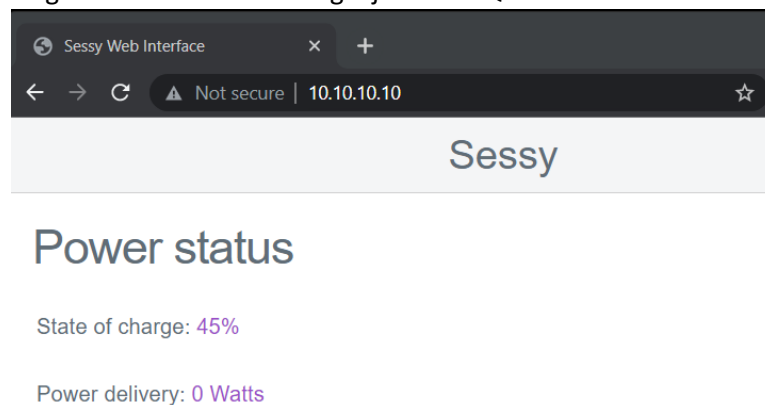 Sessy Web Interface
Not secure | 10.10.10.10
Sessy
Power status
State of charge: 45%
Power delivery: 0 Watts